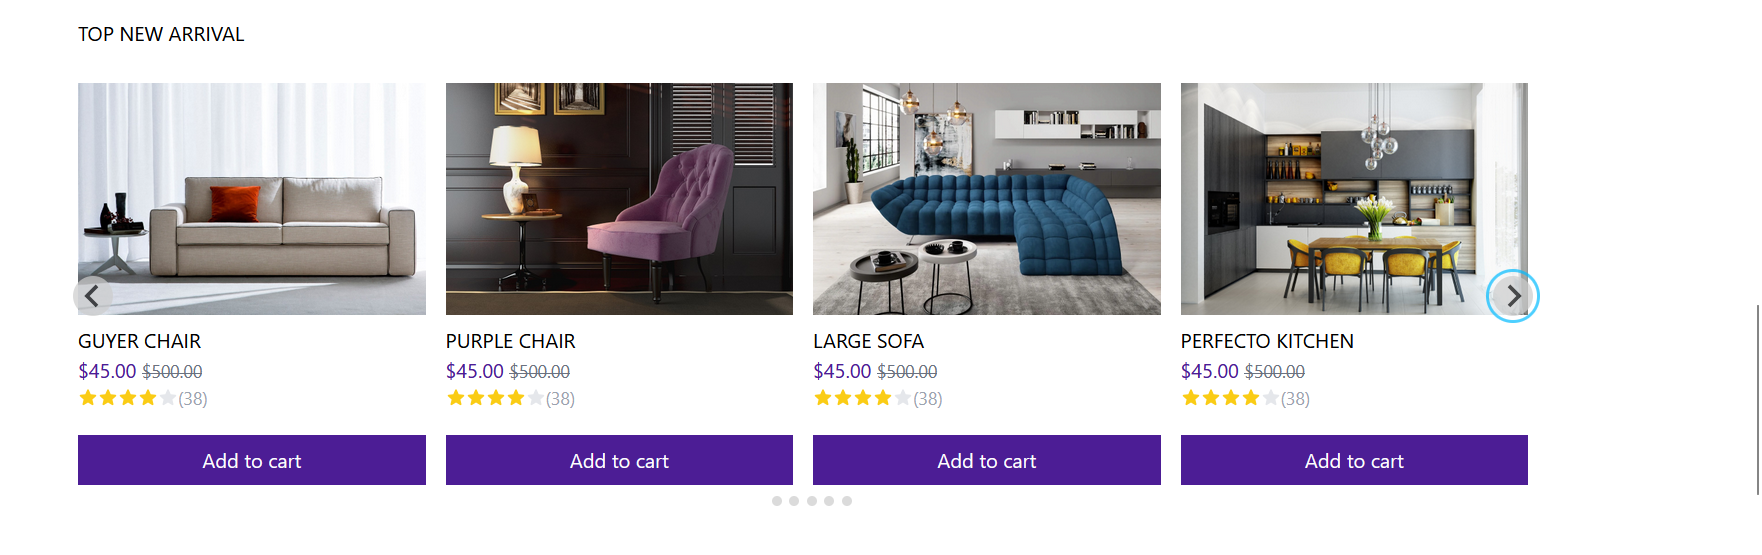 TOP NEW ARRIVAL
GUYER CHAIR
$45.00 $500.00
(38)
Add to cart
PURPLE CHAIR
$45.00 $500.00
(38)
Add to cart
LARGE SOFA
$45.00 $500.00
(38)
Add to cart
PERFECTO KITCHEN
$45.00 $500.00
(38)
Add to cart